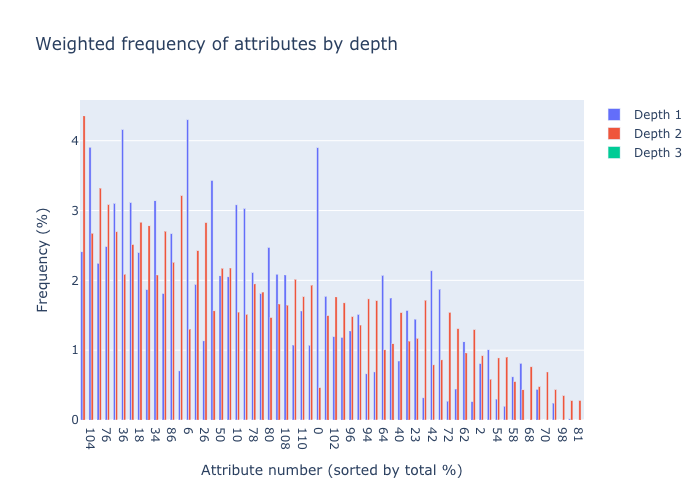 Weighted frequency of attributes by depth
Depth 1
Depth 2
Depth 3
4
3
2
1
0
Frequency (%)
104 76 36 18 34 86 6 26 50 10 78 80 108 110 0 102 96 94 64 40 23 42 72 62 2 54 58 68 70 98 81
Attribute number (sorted by total %)